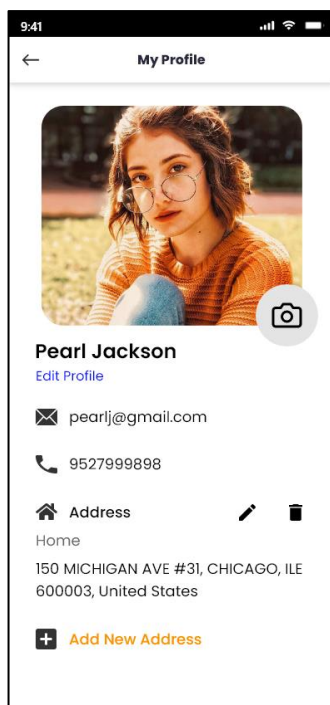 9:41
My Profile
Pearl Jackson
Edit Profile
pearlj@gmail.com
9527999898
Address
Home
150 MICHIGAN AVE #31, CHICAGO, ILE
600003, United States
Add New Address